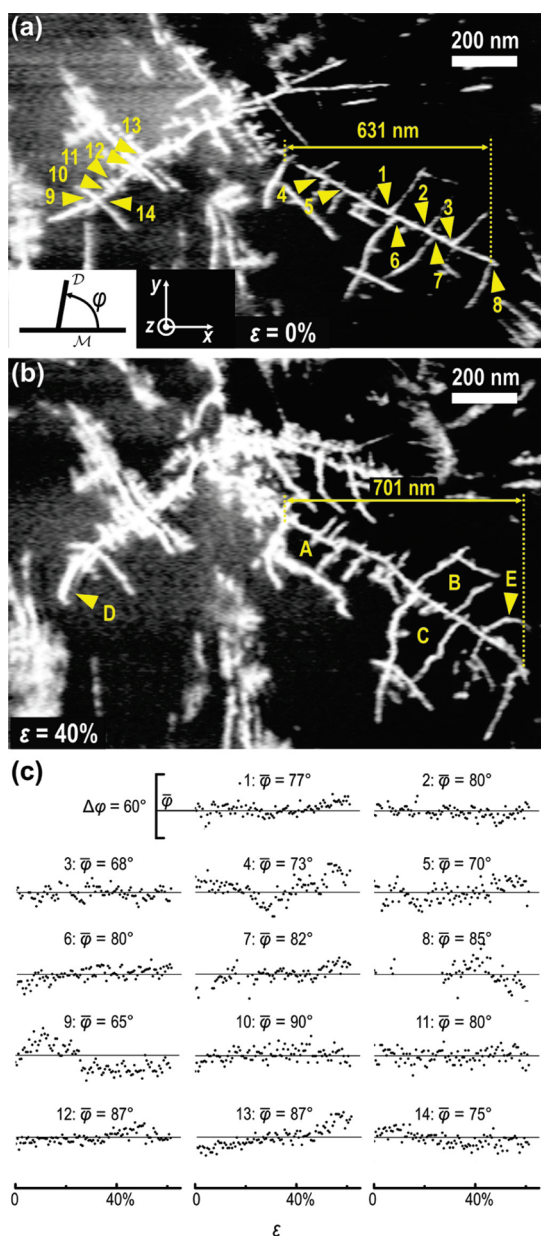 (a)
200 nm
631 nm
13
12
11
10
9
14
4
5
1
2
3
6
7
8
𝒟
φ
ℳ
y
z
x
ε = 0%
(b)
200 nm
701 nm
A
B
E
C
D
ε = 40%
(c)
Δφ = 60°
φ̅
1: φ̅ = 77°
2: φ̅ = 80°
3: φ̅ = 68°
4: φ̅ = 73°
5: φ̅ = 70°
6: φ̅ = 80°
7: φ̅ = 82°
8: φ̅ = 85°
9: φ̅ = 65°
10: φ̅ = 90°
11: φ̅ = 80°
12: φ̅ = 87°
13: φ̅ = 87°
14: φ̅ = 75°
0 40% 0 40% 0 40%
ε